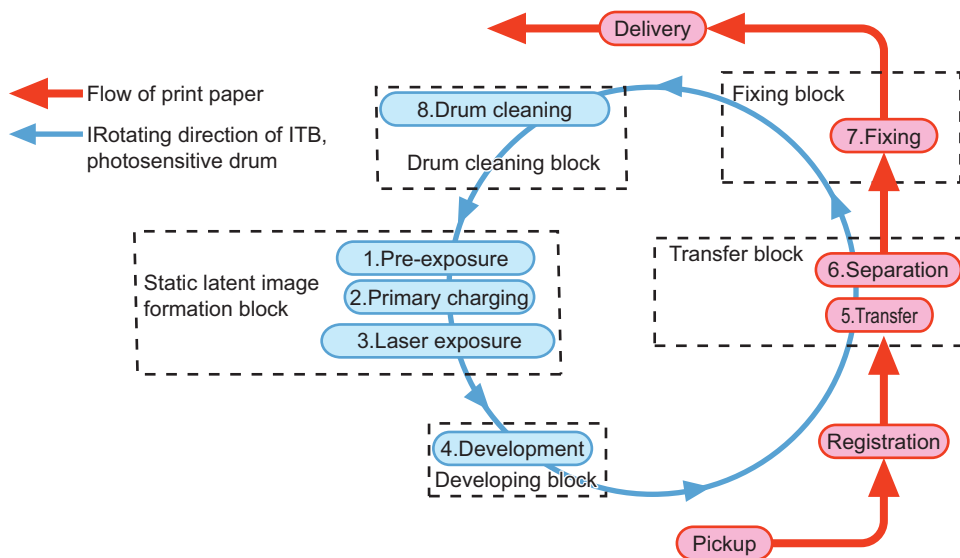 Delivery
Flow of print paper
IRotating direction of ITB,
photosensitive drum
8.Drum cleaning
Drum cleaning block
Fixing block
7.Fixing
Static latent image
formation block
1.Pre-exposure
2.Primary charging
3.Laser exposure
Transfer block
6.Separation
5.Transfer
4.Development
Developing block
Registration
Pickup